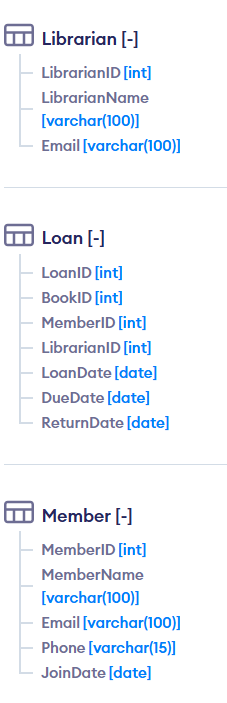 Librarian [-]
LibrarianID [int]
LibrarianName
[varchar(100)]
Email [varchar(100)]
Loan [-]
LoanID [int]
BookID [int]
MemberID [int]
LibrarianID [int]
LoanDate [date]
DueDate [date]
ReturnDate [date]
Member [-]
MemberID [int]
MemberName
[varchar(100)]
Email [varchar(100)]
Phone [varchar(15)]
JoinDate [date]